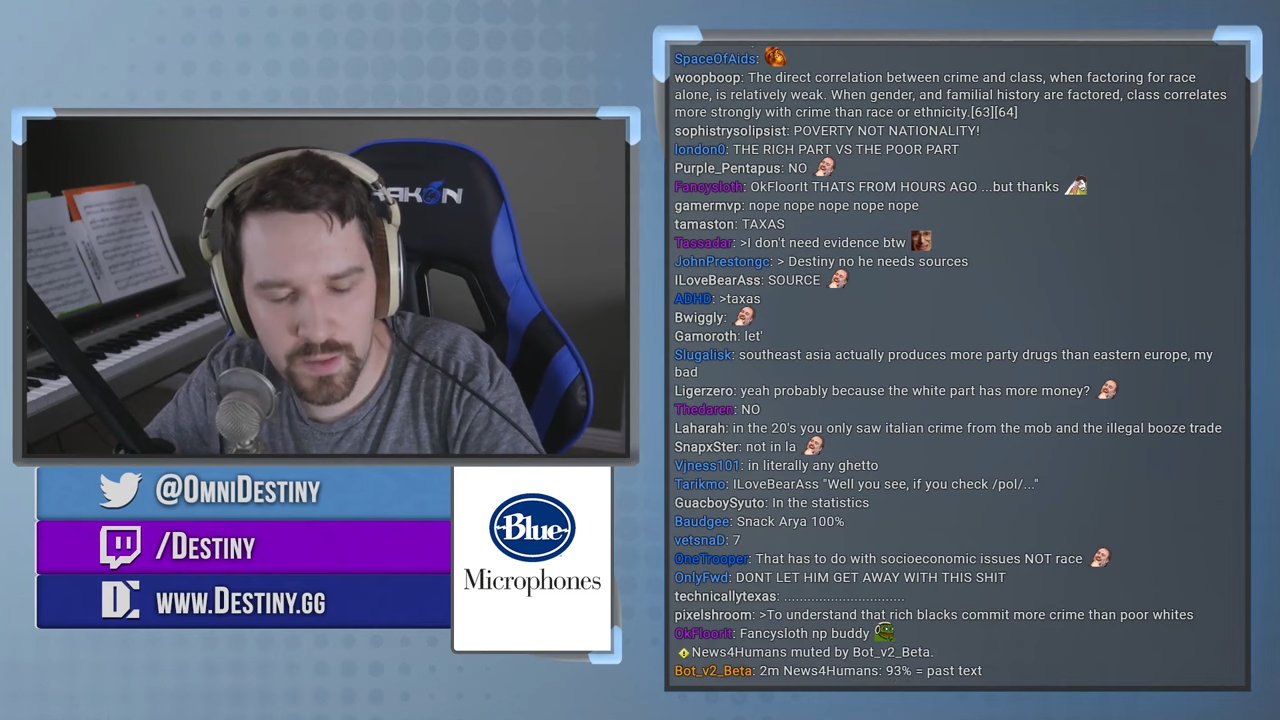 AKON
@OMNIDESTINY
/DESTINY
WWW.DESTINY.GG
Blue
Microphones
SpaceOfAids:
woopboop: The direct correlation between crime and class, when factoring for race
alone, is relatively weak. When gender, and familial history are factored, class correlates
more strongly with crime than race or ethnicity.[63][64]
sophistrysolipsist: POVERTY NOT NATIONALITY!
london0: THE RICH PART VS THE POOR PART
Purple_Pentapus: NO
Fancysloth: OkFloorIt THATS FROM HOURS AGO ...but thanks
gamermvp: nope nope nope nope nope
tamaston: TAXAS
Tassadar: >I don't need evidence btw
JohnPrestongc: > Destiny no he needs sources
ILoveBearAss: SOURCE
ADHD: >taxas
Bwiggly:
Gamoroth: let'
Slugalisk: southeast asia actually produces more party drugs than eastern europe, my
bad
Ligerzero: yeah probably because the white part has more money?
Thedaren: NO
Laharah: in the 20's you only saw italian crime from the mob and the illegal booze trade
SnapxSter: not in la
Vjness101: in literally any ghetto
Tarikmo: ILoveBearAss "Well you see, if you check /pol/..."
GuacboySyuto: In the statistics
Baudgee: Snack Arya 100%
vetsnaD: 7
OneTrooper: That has to do with socioeconomic issues NOT race
OnlyFwd: DONT LET HIM GET AWAY WITH THIS SHIT
technicallytexas: ..............................
pixelshroom: >To understand that rich blacks commit more crime than poor whites
OkFloorIt: Fancysloth np buddy
News4Humans muted by Bot_v2_Beta.
Bot_v2_Beta: 2m News4Humans: 93% = past text